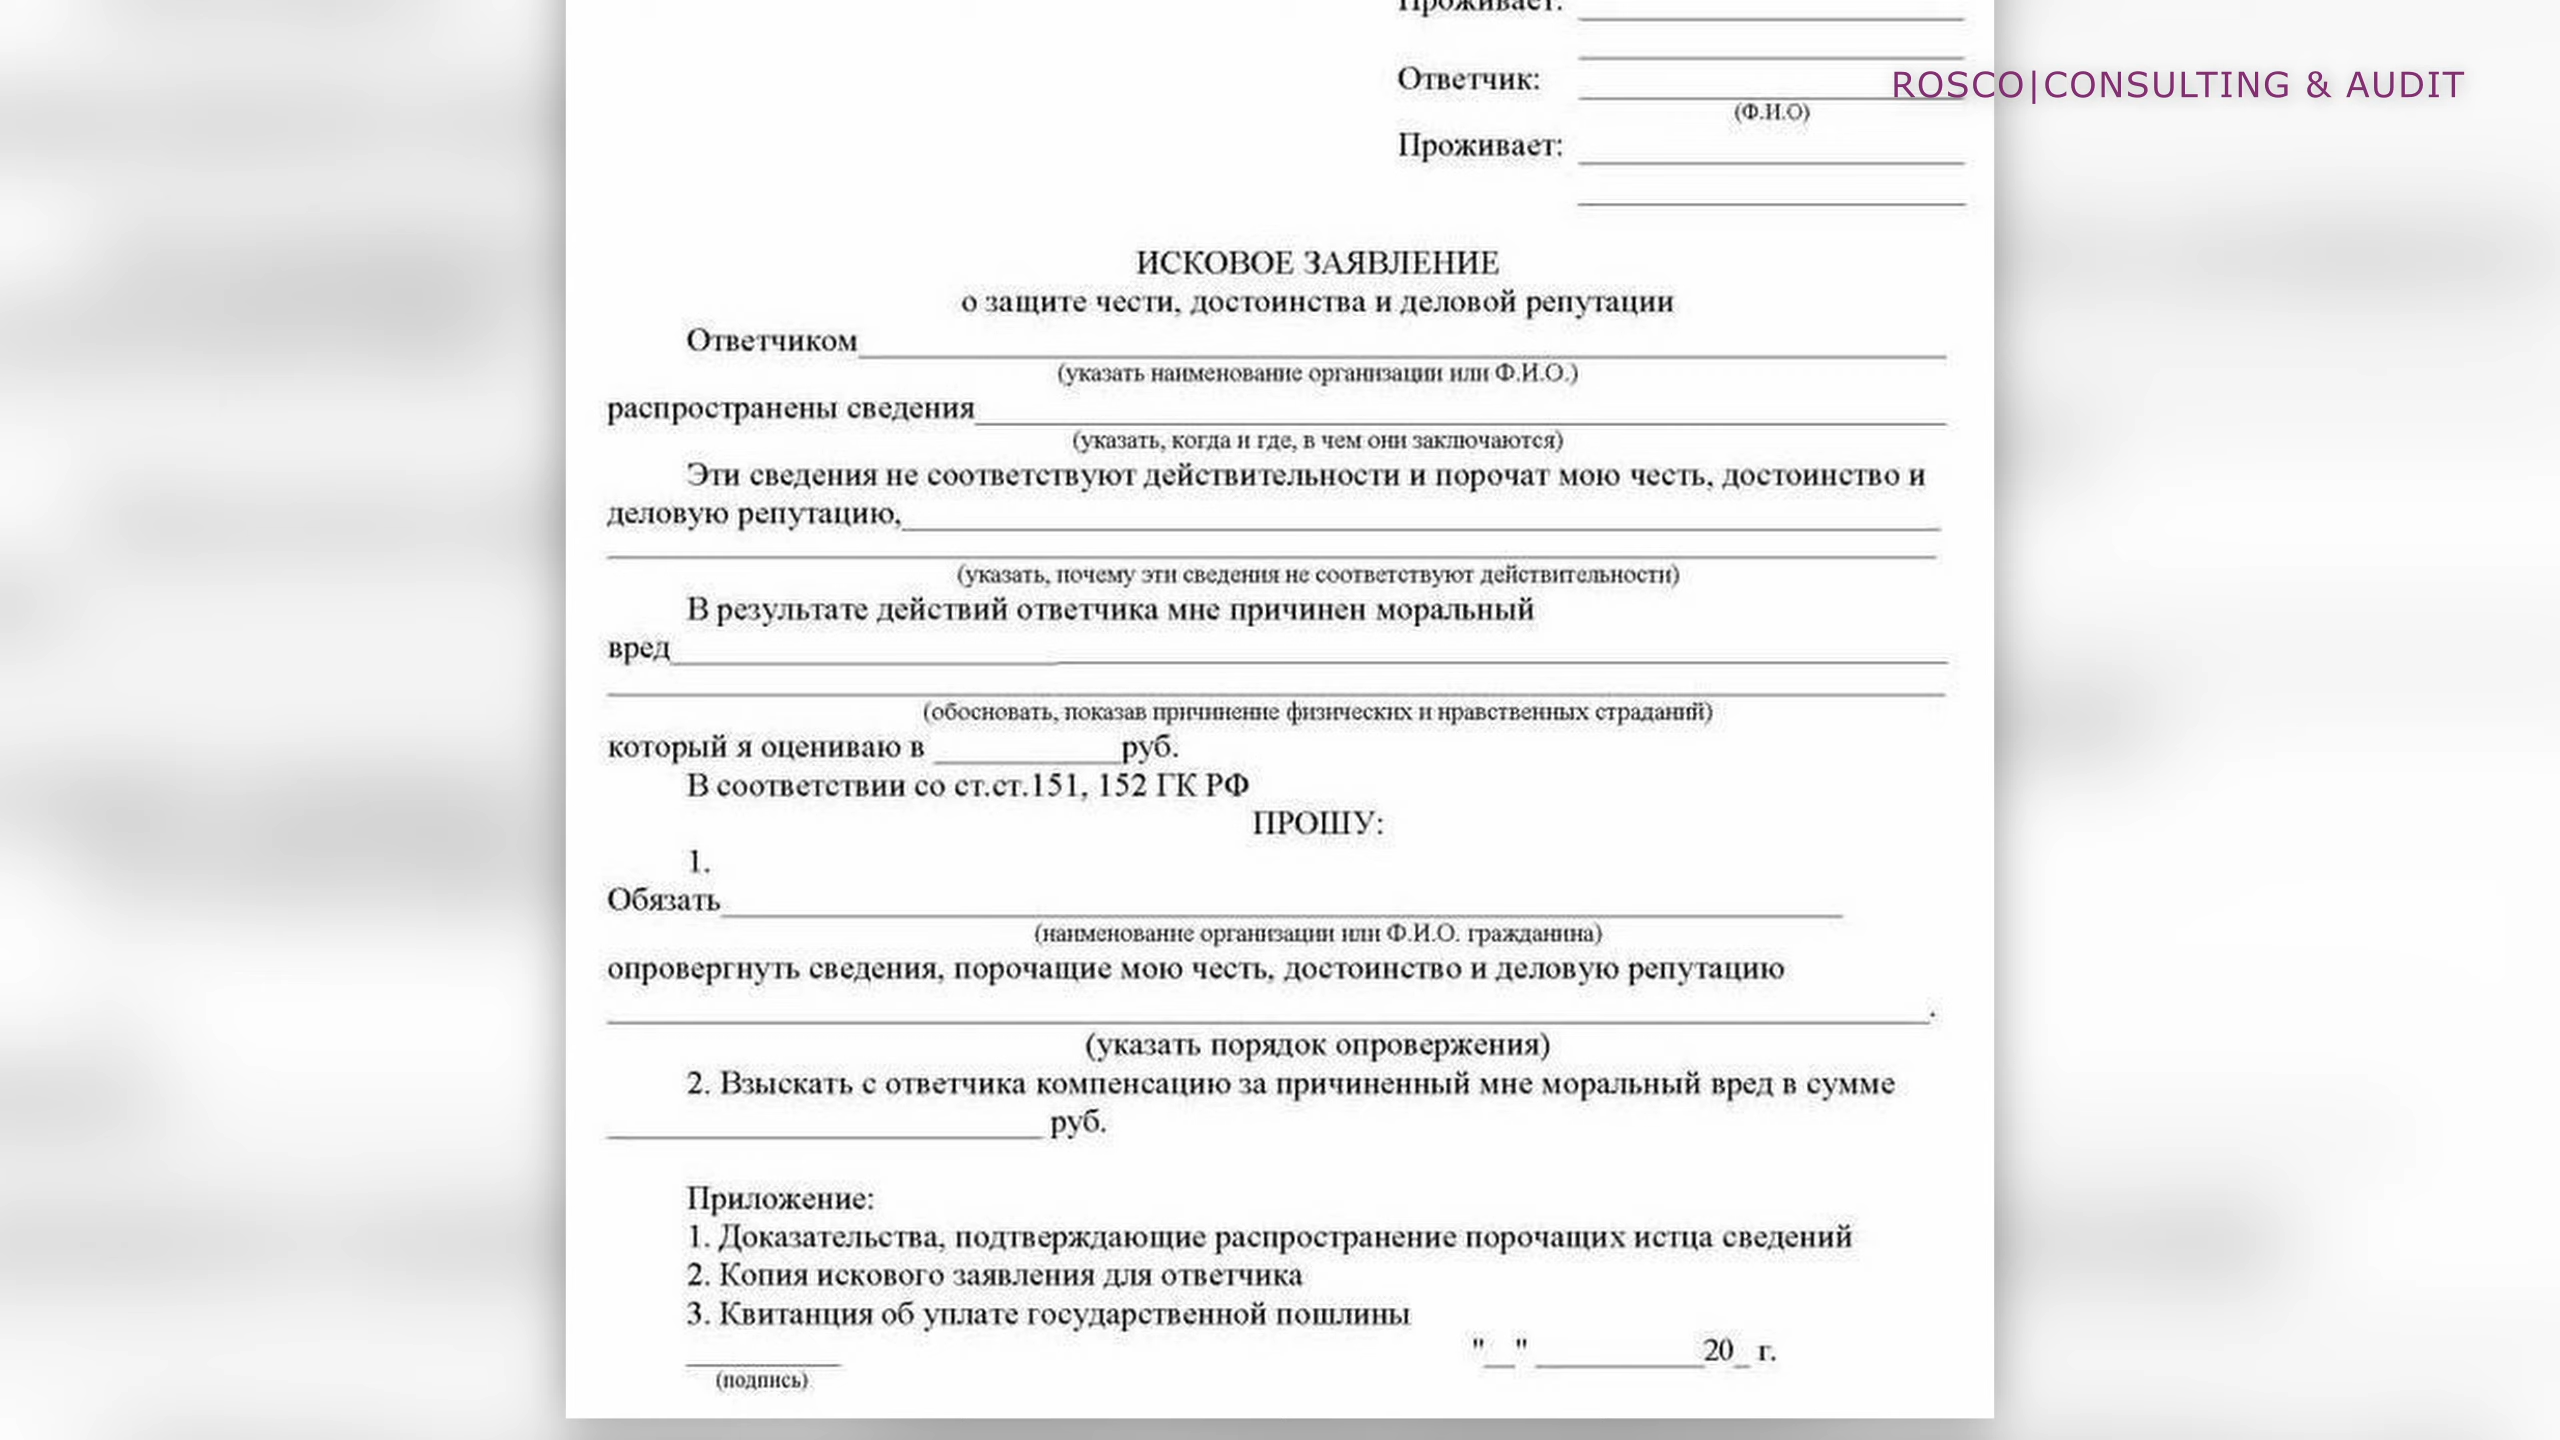 Проживает:
Ответчик:
ROSCO|CONSULTING & AUDIT
(Ф.И.О)
Проживает:
ИСКОВОЕ ЗАЯВЛЕНИЕ
о защите чести, достоинства и деловой репутации
Ответчиком
(указать наименование организации или Ф.И.О.)
распространены сведения
(указать, когда и где, в чем они заключаются)
Эти сведения не соответствуют действительности и порочат мою честь, достоинство и
деловую репутацию,
(указать, почему эти сведения не соответствуют действительности)
В результате действий ответчика мне причинен моральный
вред
(обосновать, показав причинение физических и нравственных страданий)
который я оцениваю в ____________руб.
В соответствии со ст.ст.151, 152 ГК РФ
ПРОШУ:
1.
Обязать
(наименование организации или Ф.И.О. гражданина)
опровергнуть сведения, порочащие мою честь, достоинство и деловую репутацию
.
(указать порядок опровержения)
2. Взыскать с ответчика компенсацию за причиненный мне моральный вред в сумме
____________________________ руб.
Приложение:
1. Доказательства, подтверждающие распространение порочащих истца сведений
2. Копия искового заявления для ответчика
3. Квитанция об уплате государственной пошлины
"__" ___________20_ г.
(подпись)